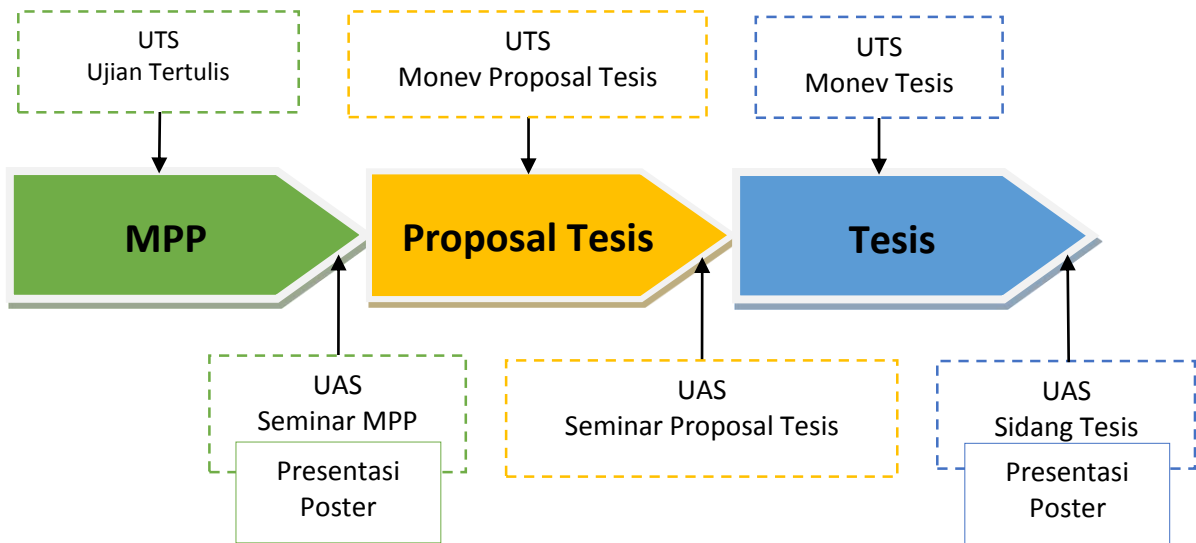 UTS
Ujian Tertulis
UTS
Monev Proposal Tesis
UTS
Monev Tesis
MPP
Proposal Tesis
Tesis
UAS
Seminar MPP
Presentasi
Poster
UAS
Seminar Proposal Tesis
UAS
Sidang Tesis
Presentasi
Poster